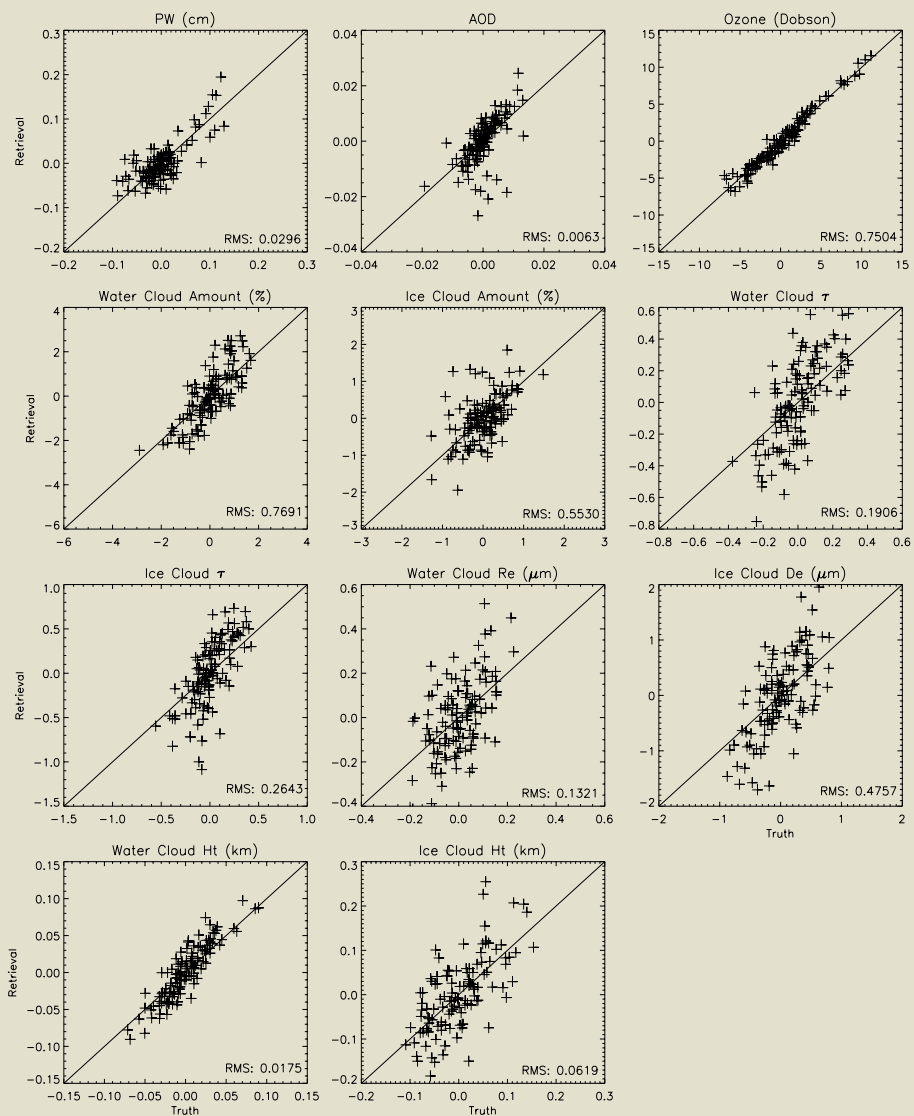 PW (cm)
0.3
0.2
0.1
0.0
−0.1
−0.2
Retrieval
RMS: 0.0296
−0.2 −0.1 0.0 0.1 0.2 0.3
AOD
0.04
0.02
0.00
−0.02
−0.04
RMS: 0.0063
−0.04 −0.02 0.00 0.02 0.04
Ozone (Dobson)
15
10
5
0
−5
−10
−15
RMS: 0.7504
−15 −10 −5 0 5 10 15
Water Cloud Amount (%)
4
2
0
−2
−4
−6
Retrieval
RMS: 0.7691
−6 −4 −2 0 2 4
Ice Cloud Amount (%)
3
2
1
0
−1
−2
−3
RMS: 0.5530
−3 −2 −1 0 1 2 3
Water Cloud τ
0.6
0.4
0.2
0.0
−0.2
−0.4
−0.6
−0.8
RMS: 0.1906
−0.8 −0.6 −0.4 −0.2 0.0 0.2 0.4 0.6
Ice Cloud τ
1.0
0.5
0.0
−0.5
−1.0
−1.5
Retrieval
RMS: 0.2643
−1.5 −1.0 −0.5 0.0 0.5 1.0
Water Cloud Re (μm)
0.6
0.4
0.2
0.0
−0.2
−0.4
RMS: 0.1321
−0.4 −0.2 0.0 0.2 0.4 0.6
Ice Cloud De (μm)
2
1
0
−1
−2
RMS: 0.4757
−2 −1 0 1 2
Truth
Water Cloud Ht (km)
0.15
0.10
0.05
0.00
−0.05
−0.10
−0.15
Retrieval
RMS: 0.0175
−0.15 −0.10 −0.05 0.00 0.05 0.10 0.15
Truth
Ice Cloud Ht (km)
0.3
0.2
0.1
0.0
−0.1
−0.2
RMS: 0.0619
−0.2 −0.1 0.0 0.1 0.2 0.3
Truth